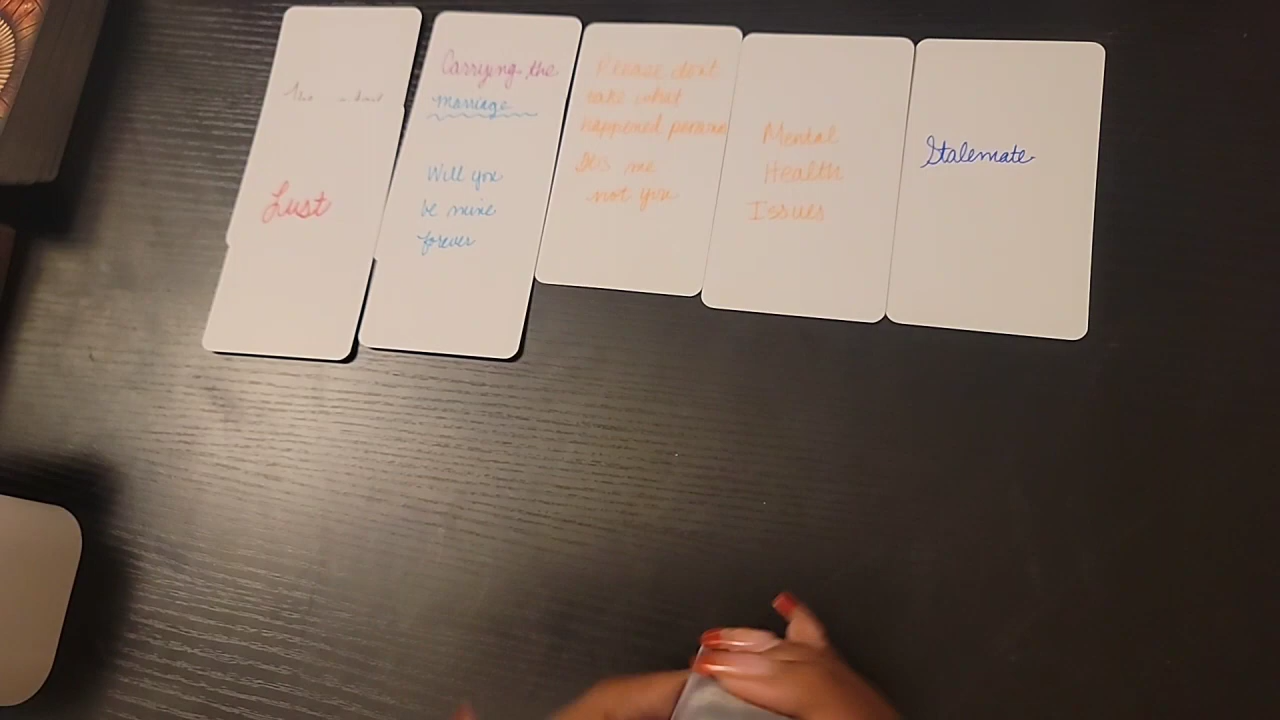 Lust
Carrying the
Marriage
Will you
be mine
forever
Please don't
take what
Happened personal
It is me
not you
Mental
Health
Issues
Stalemate